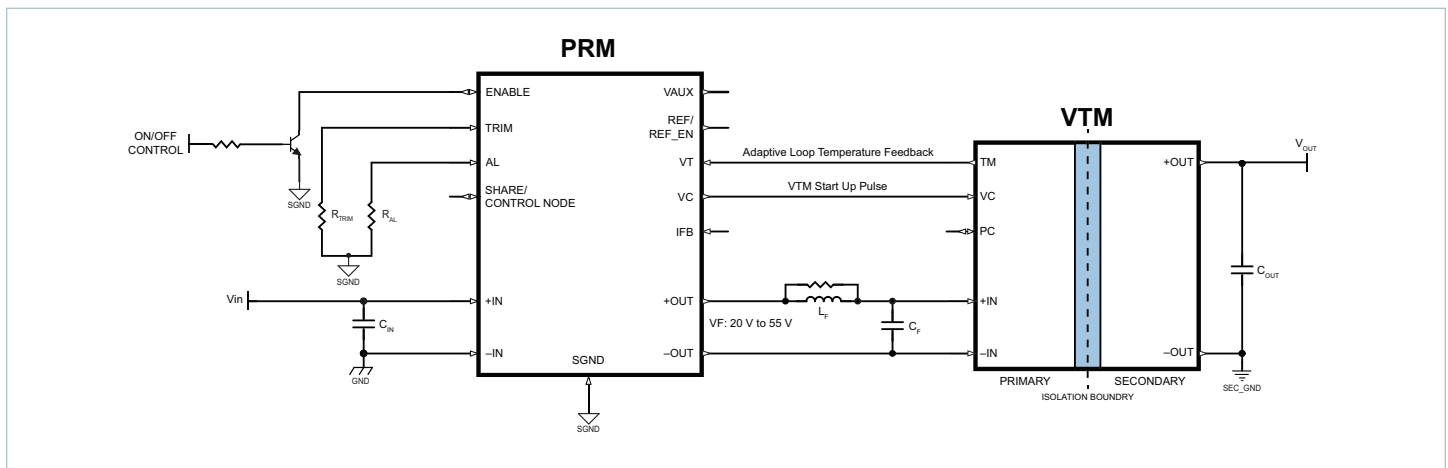 PRM
VTM
ON/OFF
CONTROL
SGND
R_TRIM
R_AL
SGND
Vin
C_IN
GND
ENABLE
TRIM
AL
SHARE/
CONTROL NODE
+IN
–IN
SGND
SGND
VAUX
REF/
REF_EN
VT
VC
IFB
+OUT
–OUT
Adaptive Loop Temperature Feedback
VTM Start Up Pulse
VF: 20 V to 55 V
L_F
C_F
TM
VC
PC
+IN
–IN
+OUT
–OUT
PRIMARY
SECONDARY
ISOLATION BOUNDRY
V_OUT
C_OUT
SEC_GND